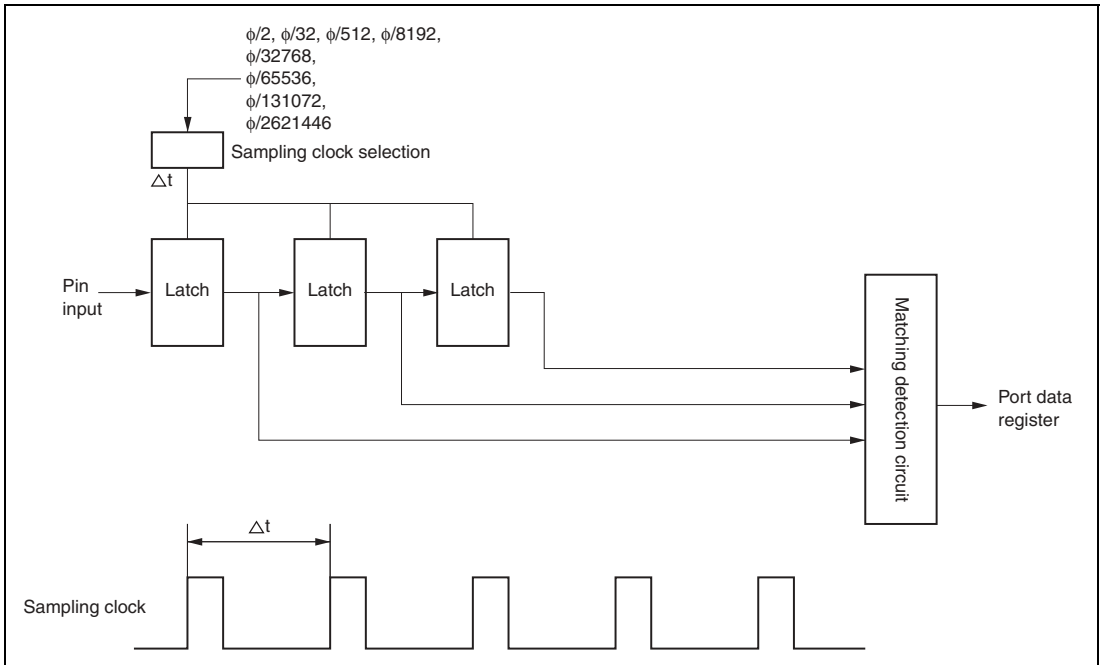 ϕ/2, ϕ/32, ϕ/512, ϕ/8192,
ϕ/32768,
ϕ/65536,
ϕ/131072,
ϕ/2621446
Sampling clock selection
△t
Pin
input
Latch
Latch
Latch
Matching detection circuit
Port data
register
△t
Sampling clock